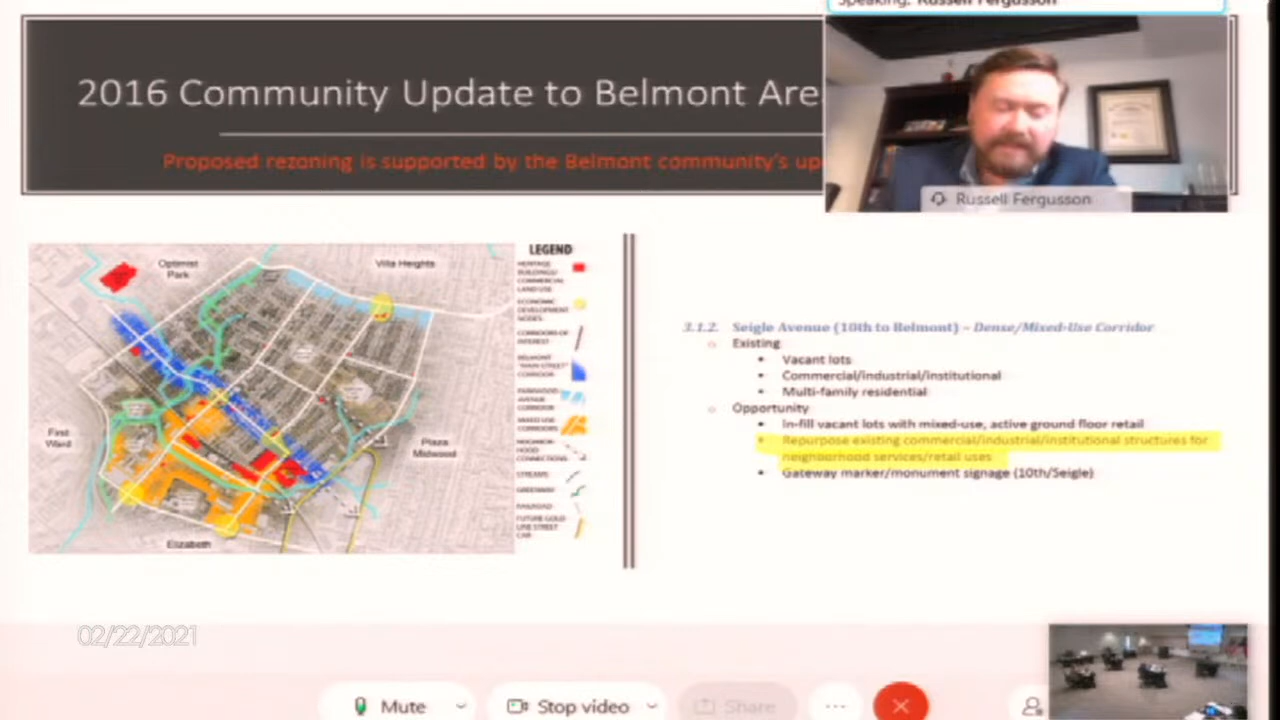 Speaking: Russell Fergusson
2016 Community Update to Belmont Are
Proposed rezoning is supported by the Belmont community's up
Russell Fergusson
Optimist
Park
Villa Heights
First
Ward
Plaza
Midwood
Elizabeth
LEGEND
HERITAGE
BUILDINGS/
COMMERCIAL
LAND USE
ECONOMIC
DEVELOPMENT
NODES
CORRIDORS OF
INTEREST
BELMONT
"MAIN STREET"
CORRIDOR
PARKWOOD
AVENUE
CORRIDOR
MIXED USE
CORRIDORS
NEIGHBOR-
HOOD
CONNECTIONS
STREAMS
GREENWAY
RAILROAD
FUTURE GOLD
LINE STREET
CAR
3.1.2. Seigle Avenue (10th to Belmont) ~ Dense/Mixed-Use Corridor
Existing
Vacant lots
Commercial/Industrial/Institutional
Multi-family residential
Opportunity
In-fill vacant lots with mixed-use, active ground floor retail
Repurpose existing commercial/industrial/institutional structures for
neighborhood services/retail uses
Gateway marker/monument signage (10th/Seigle)
02/22/2021
Mute
Stop video
Share